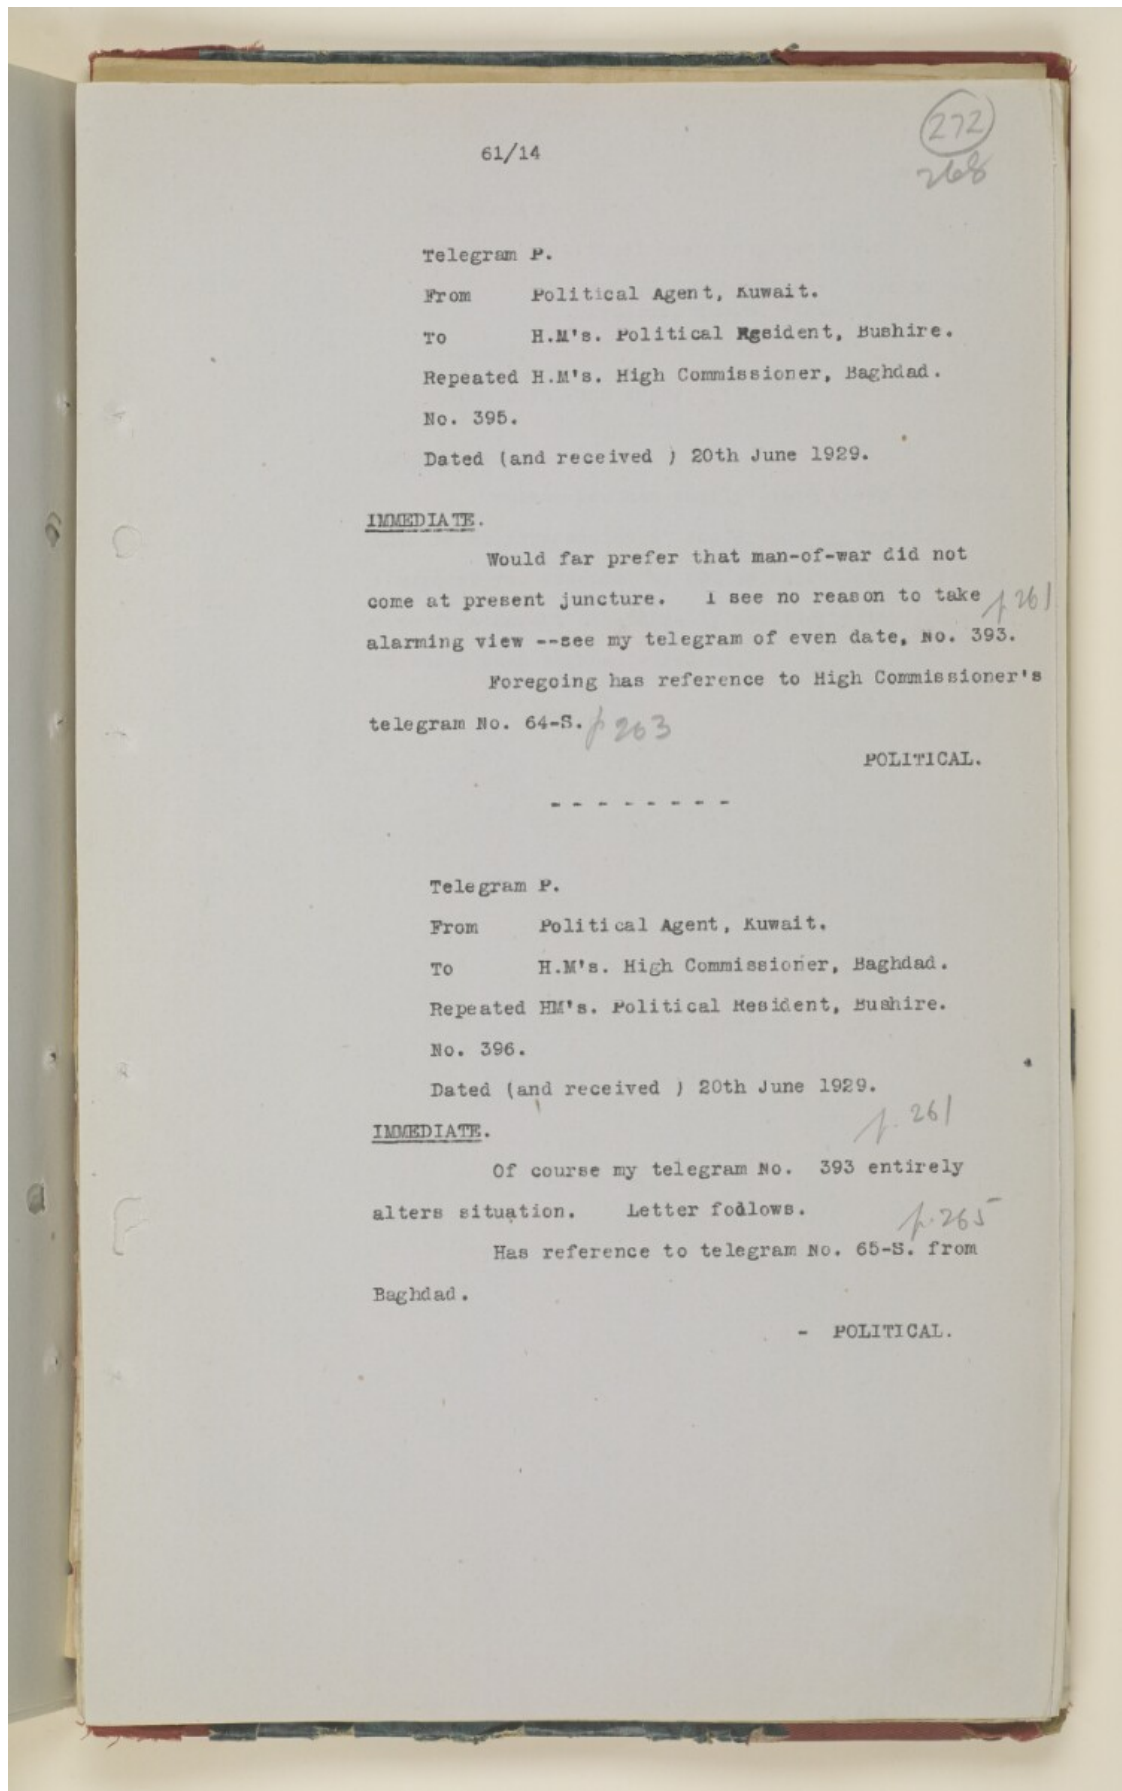 272
268
61/14
Telegram P.
From Political Agent, Kuwait.
To H.M's. Political Resident, Bushire.
Repeated H.M's. High Commissioner, Baghdad.
No. 395.
Dated (and received ) 20th June 1929.
IMMEDIATE.
Would far prefer that man-of-war did not
come at present juncture. I see no reason to take p 261
alarming view --see my telegram of even date, No. 393.
Foregoing has reference to High Commissioner's
telegram No. 64-S. p 263
POLITICAL.
- - - - - - - -
Telegram P.
From Political Agent, Kuwait.
To H.M's. High Commissioner, Baghdad.
Repeated HM's. Political Resident, Bushire.
No. 396.
Dated (and received ) 20th June 1929.
p. 261
IMMEDIATE.
Of course my telegram No. 393 entirely
alters situation. Letter follows.
p. 265
Has reference to telegram No. 65-S. from
Baghdad.
- POLITICAL.